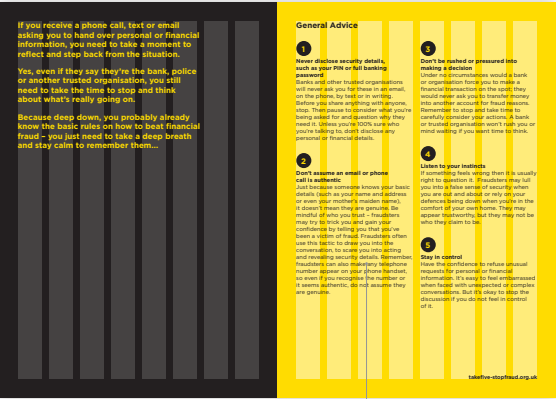 If you receive a phone call, text or email
asking you to hand over personal or financial
information, you need to take a moment to
reflect and step back from the situation.
Yes, even if they say they're the bank, police
or another trusted organisation, you still
need to take the time to stop and think
about what's really going on.
Because deep down, you probably already
know the basic rules on how to beat financial
fraud – you just need to take a deep breath
and stay calm to remember them...
General Advice
1
Never disclose security details,
such as your PIN or full banking
password
Banks and other trusted organisations
will never ask you for these in an email,
on the phone, by text or in writing.
Before you share anything with anyone,
stop. Then pause to consider what you're
being asked for and question why they
need it. Unless you're 100% sure who
you're talking to, don't disclose any
personal or financial details.
2
Don't assume an email or phone
call is authentic
Just because someone knows your basic
details (such as your name and address
or even your mother's maiden name),
it doesn't mean they are genuine. Be
mindful of who you trust – fraudsters
may try to trick you and gain your
confidence by telling you that you've
been a victim of fraud. Fraudsters often
use this tactic to draw you into the
conversation, to scare you into acting
and revealing security details. Remember,
fraudsters can also make any telephone
number appear on your phone handset,
so even if you recognise the number or
it seems authentic, do not assume they
are genuine.
3
Don't be rushed or pressured into
making a decision
Under no circumstances would a bank
or organisation force you to make a
financial transaction on the spot; they
would never ask you to transfer money
into another account for fraud reasons.
Remember to stop and take time to
carefully consider your actions. A bank
or trusted organisation won't rush you or
mind waiting if you want time to think.
4
Listen to your instincts
If something feels wrong then it is usually
right to question it. Fraudsters may lull
you into a false sense of security when
you are out and about or rely on your
defences being down when you're in the
comfort of your own home. They may
appear trustworthy, but they may not be
who they claim to be.
5
Stay in control
Have the confidence to refuse unusual
requests for personal or financial
information. It's easy to feel embarrassed
when faced with unexpected or complex
conversations. But it's okay to stop the
discussion if you do not feel in control
of it.
takefive-stopfraud.org.uk